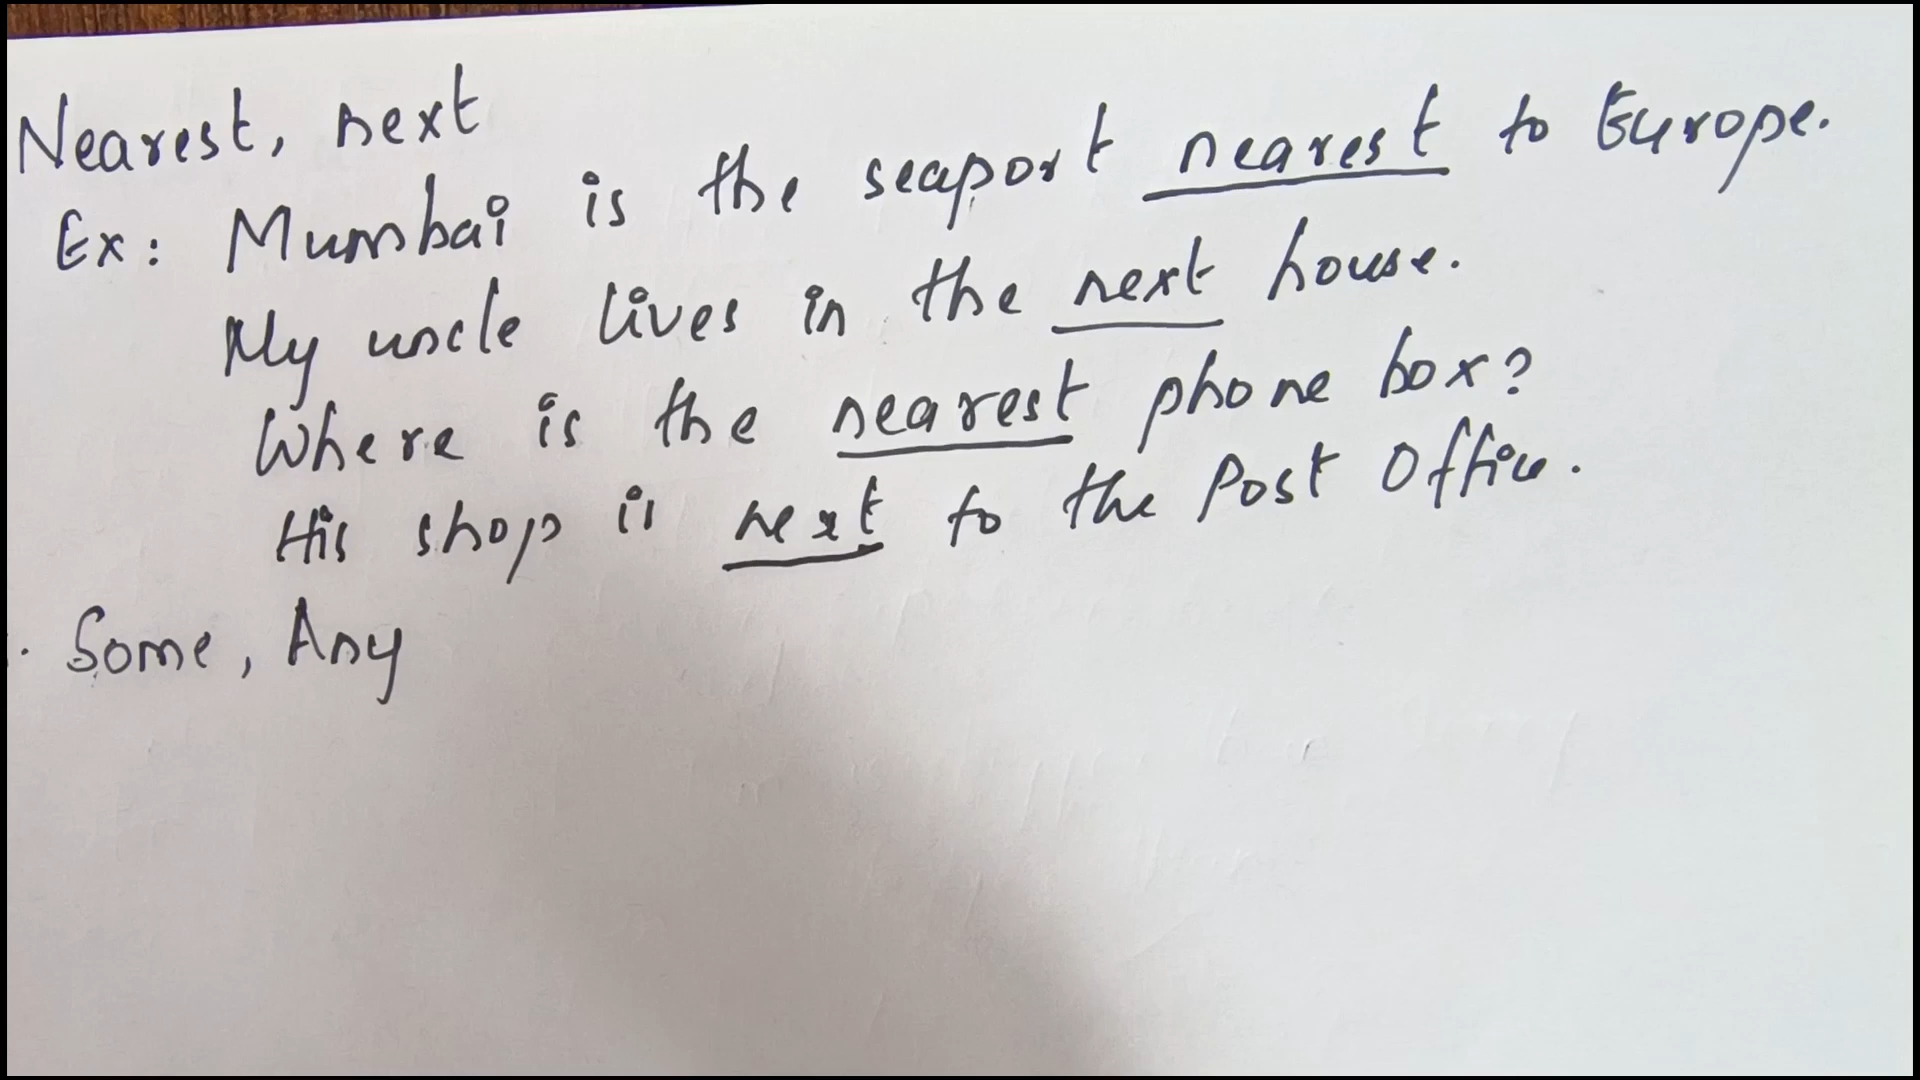 Nearest, next
Ex: Mumbai is the seaport nearest to Europe.
My uncle lives in the next house.
Where is the nearest phone box?
His shop is next to the Post Office.
. Some, Any